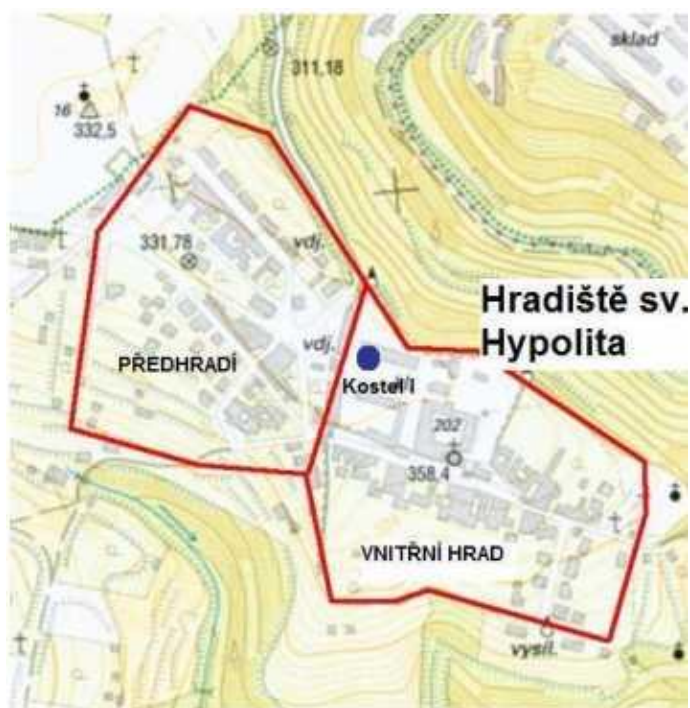 sklad
311,18
16
332,5
vdj.
331,78
Hradiště sv.
Hypolita
vdj.
PŘEDHRADÍ
Kostel I
202
358,4
VNITŘNÍ HRAD
vysíl.